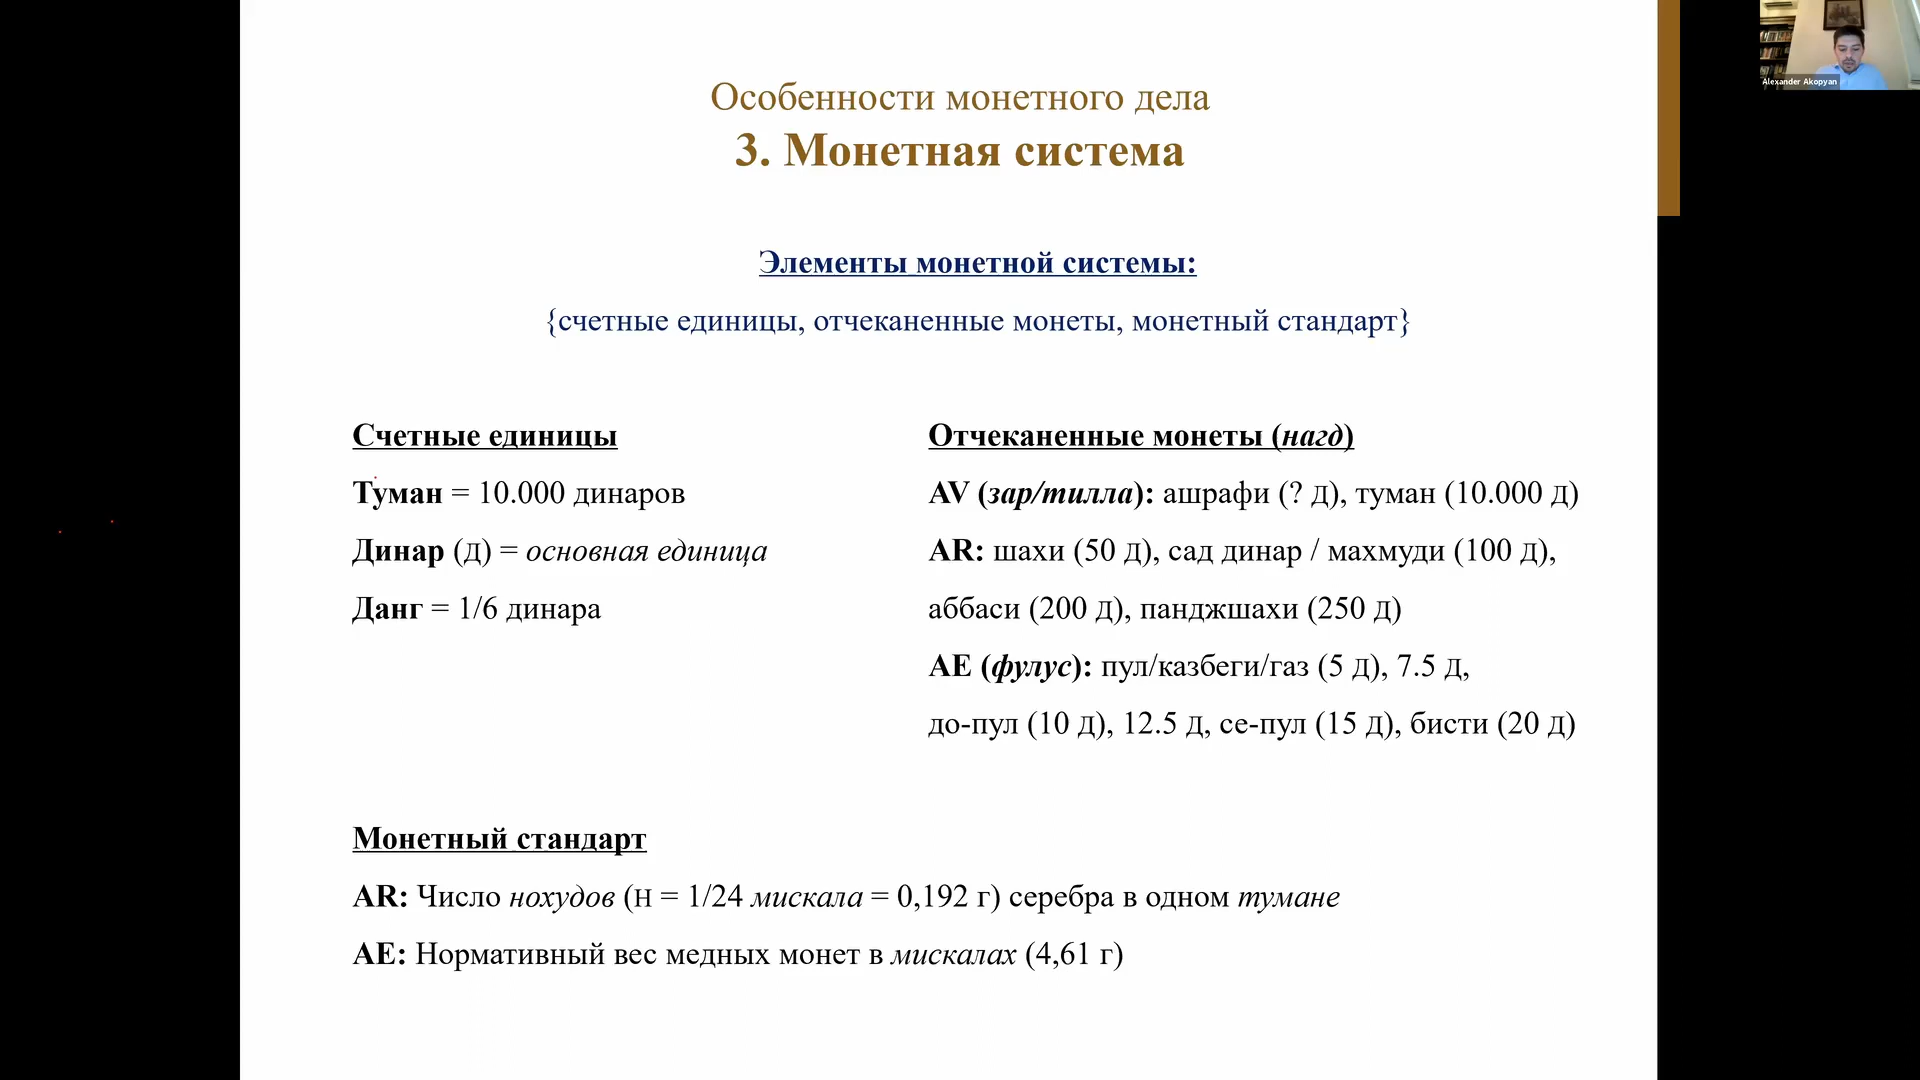 Особенности монетного дела
3. Монетная система
Элементы монетной системы:
{счетные единицы, отчеканенные монеты, монетный стандарт}
Счетные единицы
Туман = 10.000 динаров
Динар (д) = основная единица
Данг = 1/6 динара
Отчеканенные монеты (нагд)
AV (зар/тилла): ашрафи (? д), туман (10.000 д)
AR: шахи (50 д), сад динар / махмуди (100 д),
аббаси (200 д), панджшахи (250 д)
AE (фулус): пул/казбеги/газ (5 д), 7.5 д,
до-пул (10 д), 12.5 д, се-пул (15 д), бисти (20 д)
Монетный стандарт
AR: Число нохудов (н = 1/24 мискала = 0,192 г) серебра в одном тумане
AE: Нормативный вес медных монет в мискалах (4,61 г)
Alexander Akopyan